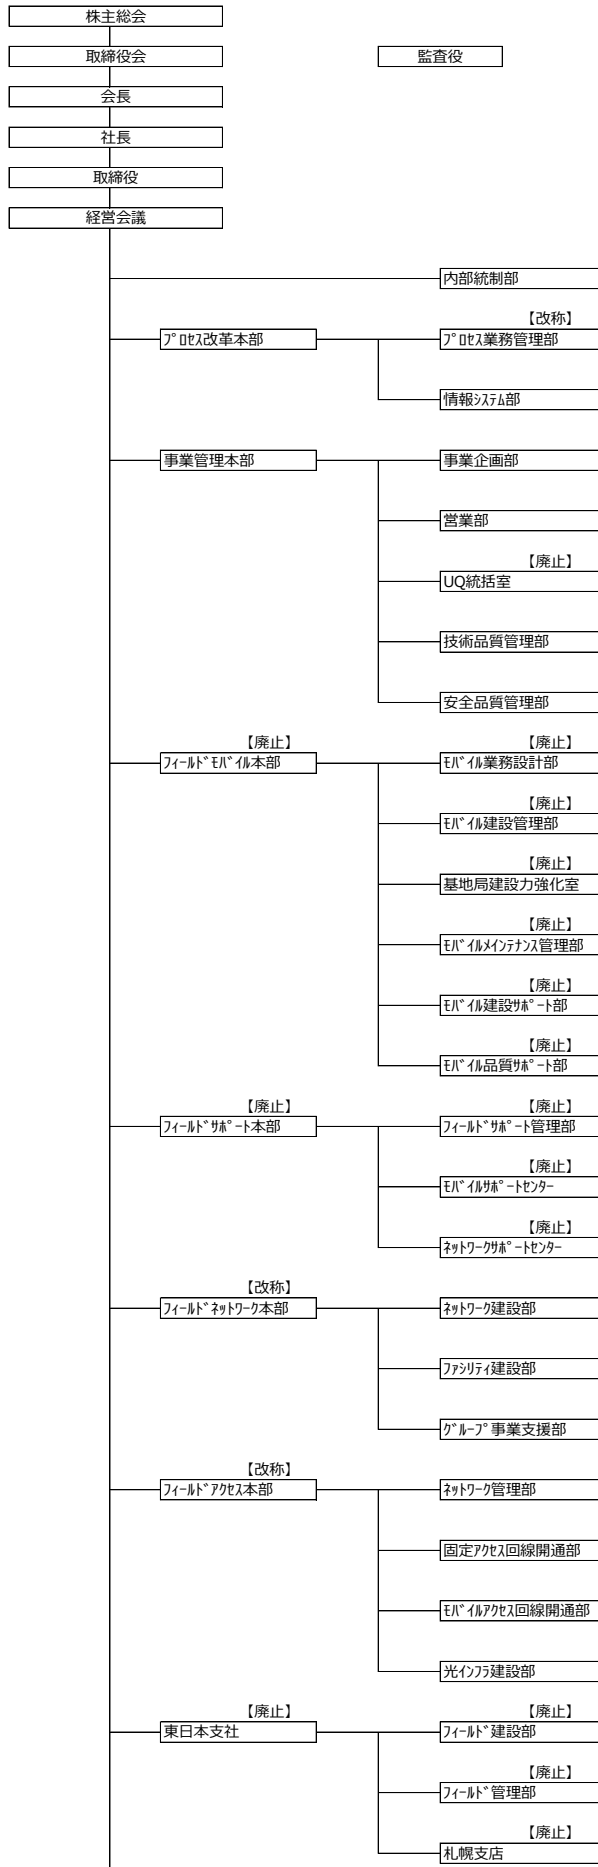 株主総会
取締役会
監査役
会長
社長
取締役
経営会議
内部統制部
【改称】
ﾌﾟﾛｾｽ改革本部
ﾌﾟﾛｾｽ業務管理部
情報ｼｽﾃﾑ部
事業管理本部
事業企画部
営業部
【廃止】
UQ統括室
技術品質管理部
安全品質管理部
【廃止】
【廃止】
ﾌｨｰﾙﾄﾞﾓﾊﾞｲﾙ本部
ﾓﾊﾞｲﾙ業務設計部
【廃止】
ﾓﾊﾞｲﾙ建設管理部
【廃止】
基地局建設力強化室
【廃止】
ﾓﾊﾞｲﾙﾒｲﾝﾃﾅﾝｽ管理部
【廃止】
ﾓﾊﾞｲﾙ建設ｻﾎﾟｰﾄ部
【廃止】
ﾓﾊﾞｲﾙ品質ｻﾎﾟｰﾄ部
【廃止】
【廃止】
ﾌｨｰﾙﾄﾞｻﾎﾟｰﾄ本部
ﾌｨｰﾙﾄﾞｻﾎﾟｰﾄ管理部
【廃止】
ﾓﾊﾞｲﾙｻﾎﾟｰﾄｾﾝﾀｰ
【廃止】
ﾈｯﾄﾜｰｸｻﾎﾟｰﾄｾﾝﾀｰ
【改称】
ﾌｨｰﾙﾄﾞﾈｯﾄﾜｰｸ本部
ﾈｯﾄﾜｰｸ建設部
ﾌｧｼﾘﾃｨ建設部
ｸﾞﾙｰﾌﾟ事業支援部
【改称】
ﾌｨｰﾙﾄﾞｱｸｾｽ本部
ﾈｯﾄﾜｰｸ管理部
固定ｱｸｾｽ回線開通部
ﾓﾊﾞｲﾙｱｸｾｽ回線開通部
光ｲﾝﾌﾗ建設部
【廃止】
【廃止】
東日本支社
ﾌｨｰﾙﾄﾞ建設部
【廃止】
ﾌｨｰﾙﾄﾞ管理部
【廃止】
札幌支店